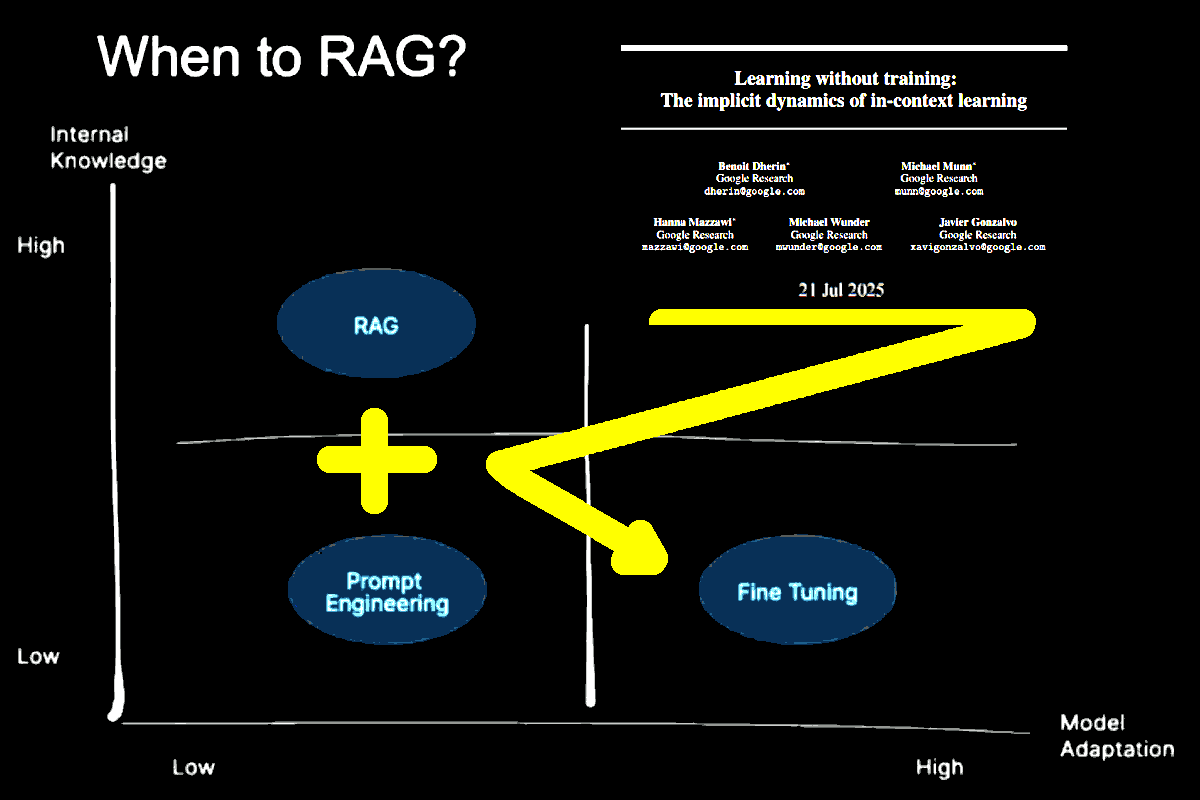 When to RAG?
Learning without training:
The implicit dynamics of in-context learning
Benoit Dherin*
Google Research
dherin@google.com
Michael Munn*
Google Research
munn@google.com
Hanna Mazzawi*
Google Research
mazzawi@google.com
Michael Wunder
Google Research
mwunder@google.com
Javier Gonzalvo
Google Research
xavigonzalvo@google.com
21 Jul 2025
Internal
Knowledge
High
RAG
Prompt
Engineering
Fine Tuning
Low
Model
Adaptation
Low
High